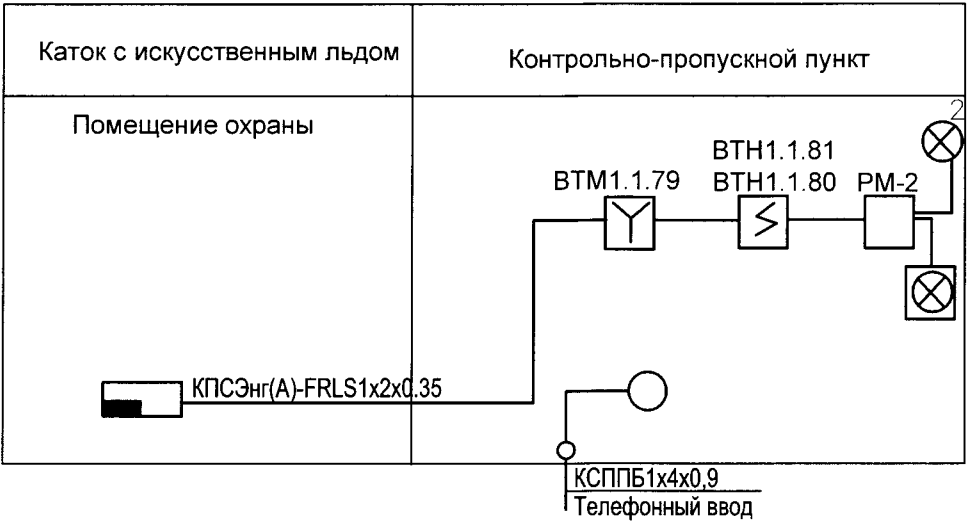 Каток с искусственным льдом
Контрольно-пропускной пункт
Помещение охраны
2
ВТН1.1.81
ВТМ1.1.79
ВТН1.1.80
РМ-2
КПСЭнг(А)-FRLS1x2x0.35
КСППБ1х4х0,9
Телефонный ввод